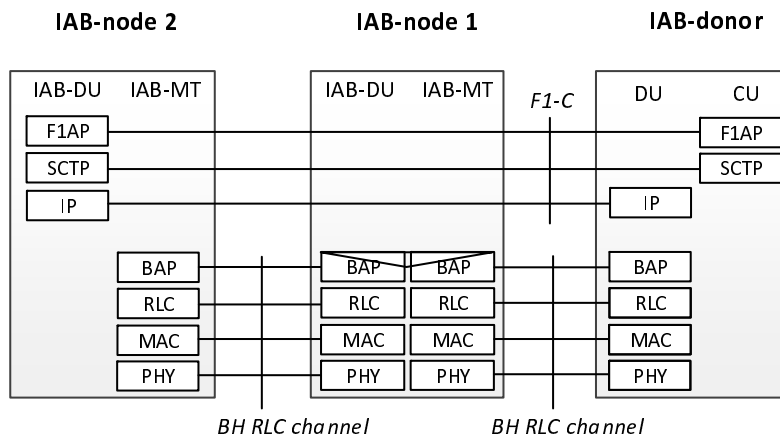 IAB-node 2 IAB-node 1 IAB-donor
IAB-DU IAB-MT IAB-DU IAB-MT F1-C DU CU
F1AP F1AP
SCTP SCTP
IP IP
BAP BAP BAP BAP
RLC RLC RLC RLC
MAC MAC MAC MAC
PHY PHY PHY PHY
BH RLC channel BH RLC channel